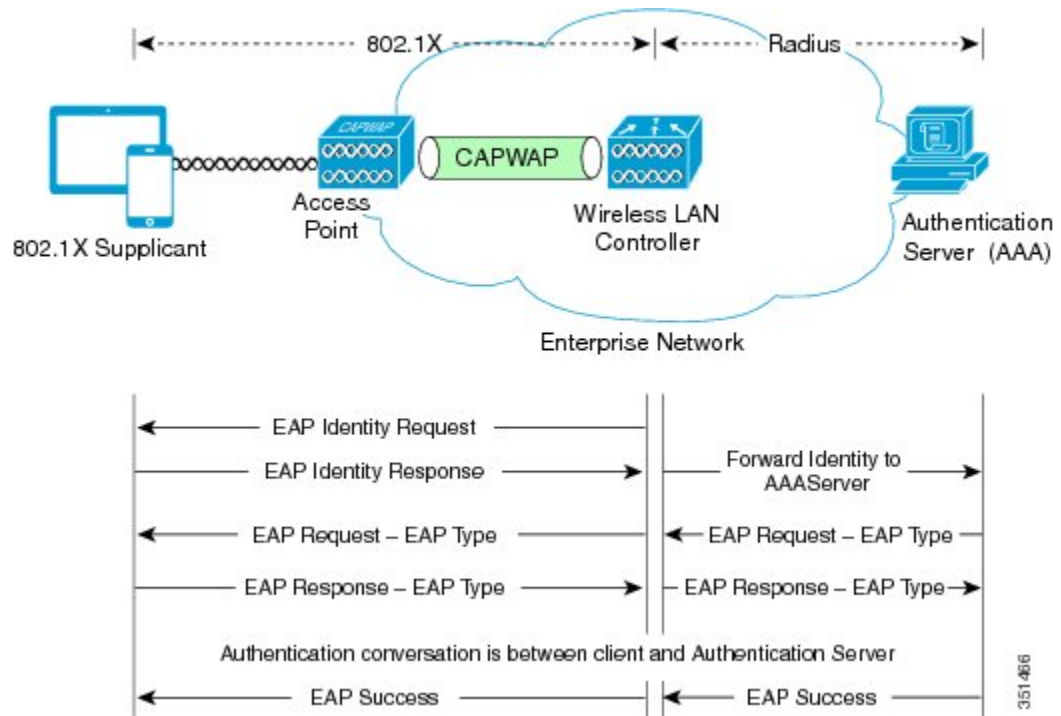 802.1X
Radius
CAPWAP
CAPWAP
Access
Point
Wireless LAN
Controller
802.1X Supplicant
Authentication
Server (AAA)
Enterprise Network
EAP Identity Request
EAP Identity Response
Forward Identity to
AAAServer
EAP Request – EAP Type
EAP Request – EAP Type
EAP Response – EAP Type
EAP Response – EAP Type
Authentication conversation is between client and Authentication Server
EAP Success
EAP Success
351466